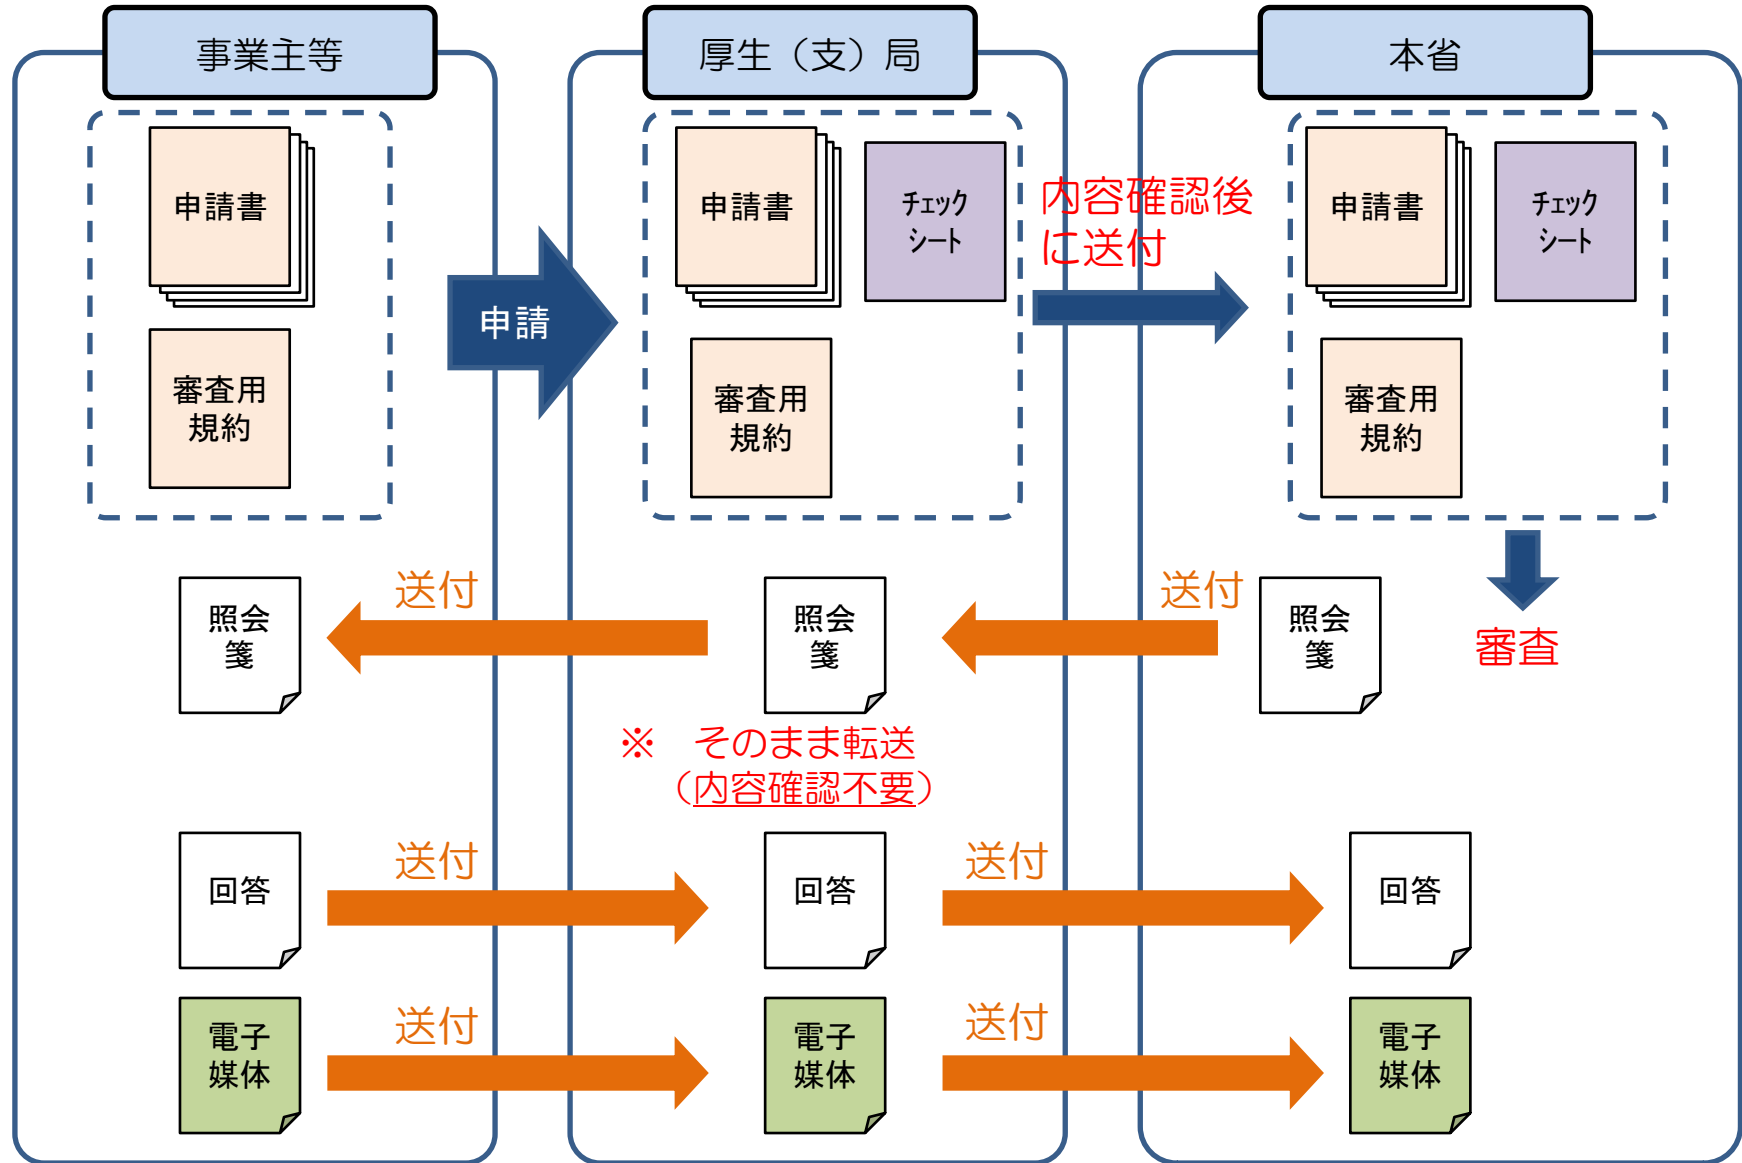 事業主等
厚生（支）局
本省
申請書
審査用
規約
申請
申請書
チェック
シート
審査用
規約
内容確認後
に送付
申請書
チェック
シート
審査用
規約
審査
照会
箋
送付
照会
箋
送付
照会
箋
※　そのまま転送
（内容確認不要）
回答
送付
回答
送付
回答
電子
媒体
送付
電子
媒体
送付
電子
媒体